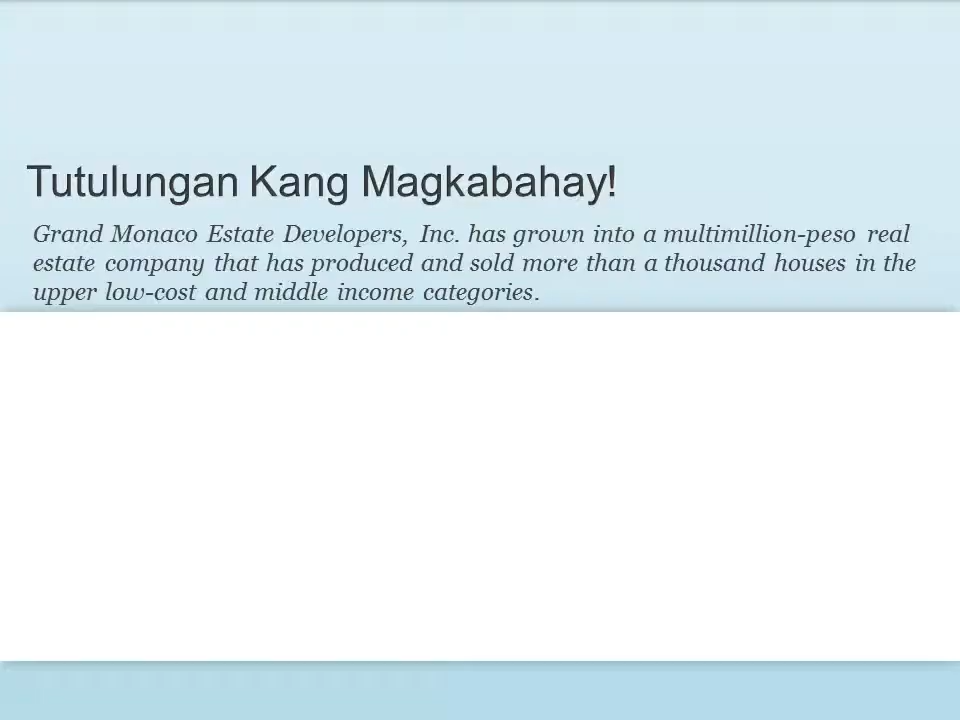 Tutulungan Kang Magkabahay!
Grand Monaco Estate Developers, Inc. has grown into a multimillion-peso real
estate company that has produced and sold more than a thousand houses in the
upper low-cost and middle income categories.